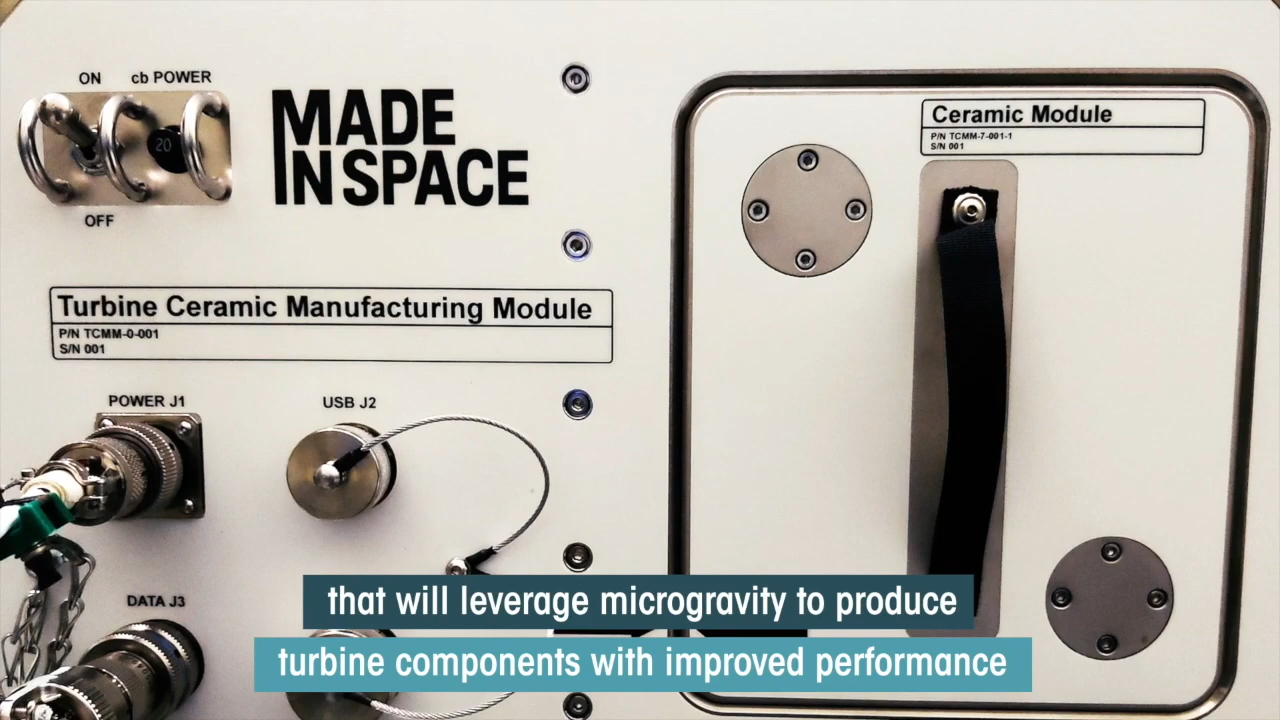 ON cb POWER
20
OFF
MADE
IN SPACE
Turbine Ceramic Manufacturing Module
P/N TCMM-0-001
S/N 001
POWER J1
USB J2
DATA J3
Ceramic Module
P/N TCMM-7-001-1
S/N 001
that will leverage microgravity to produce
turbine components with improved performance